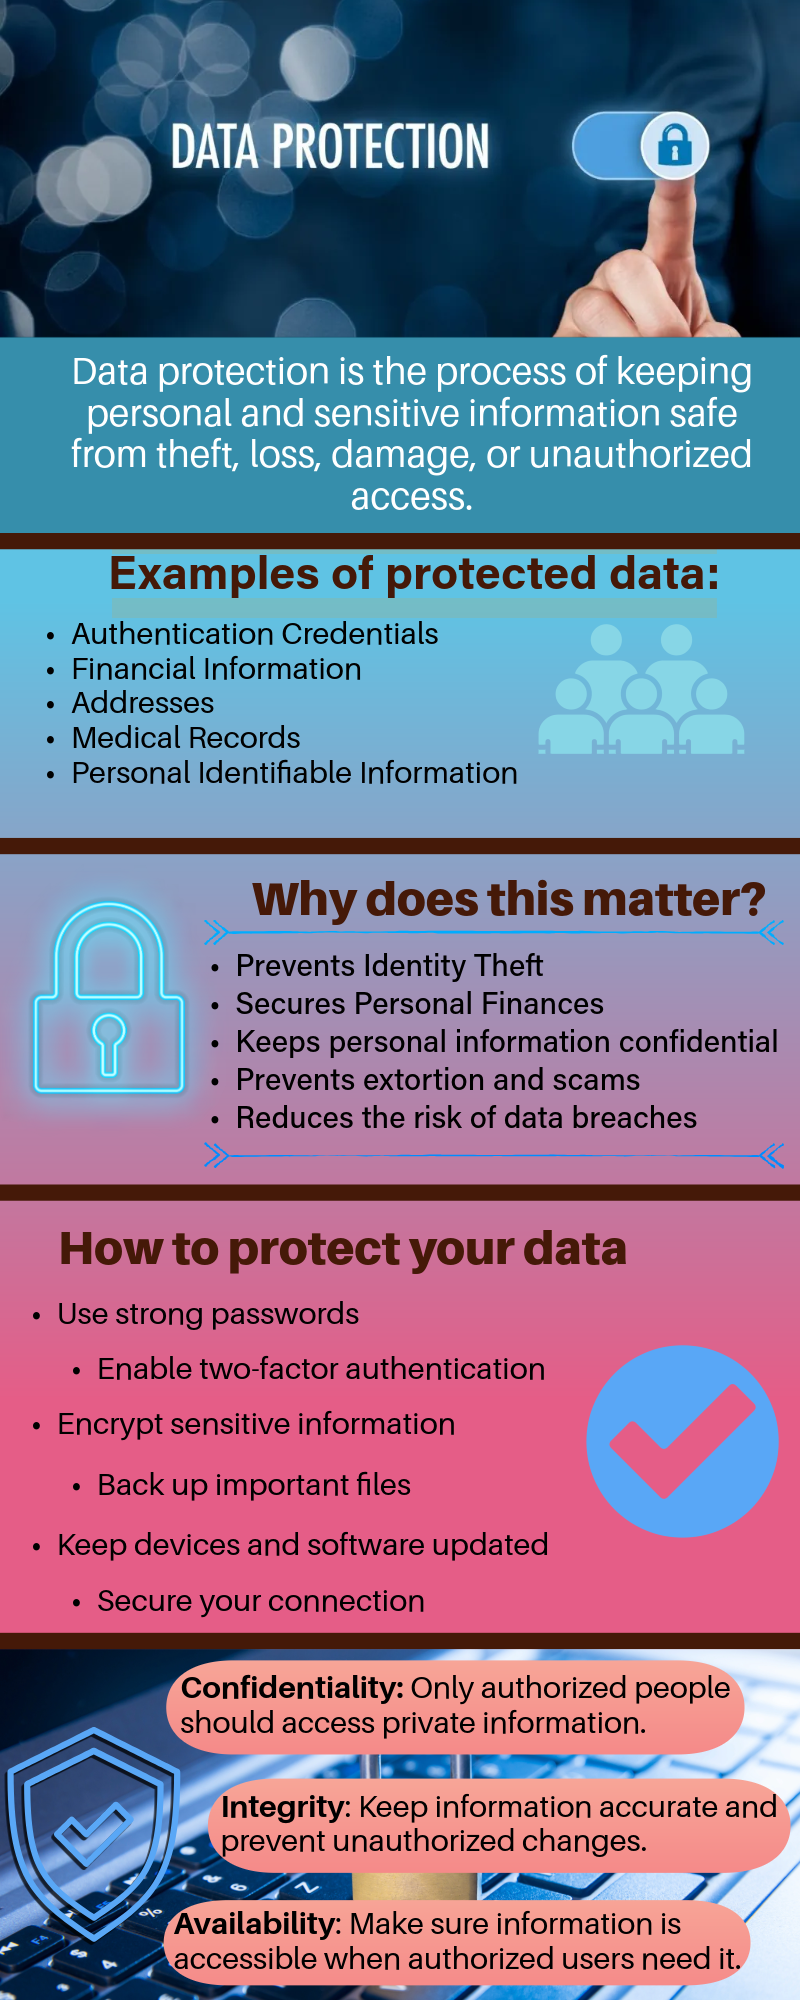 DATA PROTECTION
Data protection is the process of keeping
personal and sensitive information safe
from theft, loss, damage, or unauthorized
access.
Examples of protected data:
• Authentication Credentials
• Financial Information
• Addresses
• Medical Records
• Personal Identifiable Information
Why does this matter?
• Prevents Identity Theft
• Secures Personal Finances
• Keeps personal information confidential
• Prevents extortion and scams
• Reduces the risk of data breaches
How to protect your data
• Use strong passwords
• Enable two-factor authentication
• Encrypt sensitive information
• Back up important files
• Keep devices and software updated
• Secure your connection
Confidentiality: Only authorized people
should access private information.
Integrity: Keep information accurate and
prevent unauthorized changes.
Availability: Make sure information is
accessible when authorized users need it.